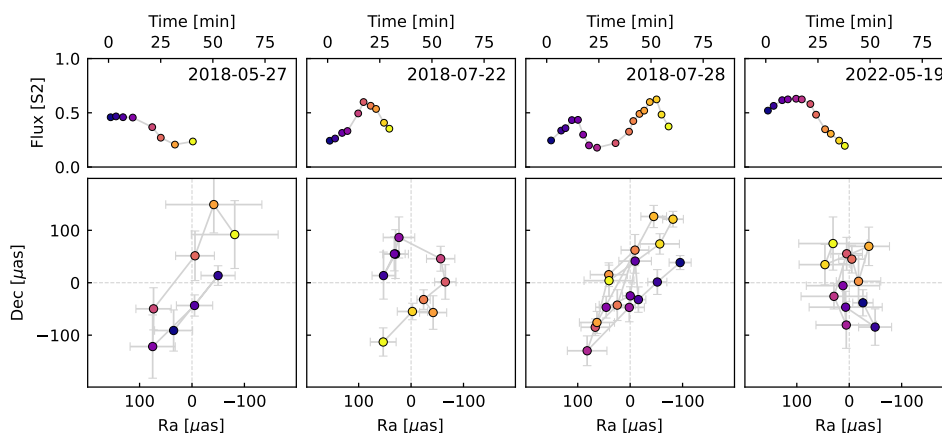 Time [min] Time [min] Time [min] Time [min]
0 25 50 75 0 25 50 75 0 25 50 75 0 25 50 75
1.0
0.5
0.0
Flux [S2]
2018-05-27 2018-07-22 2018-07-28 2022-05-19
100
0
−100
Dec [μas]
100 0 −100 100 0 −100 100 0 −100 100 0 −100
Ra [μas] Ra [μas] Ra [μas] Ra [μas]